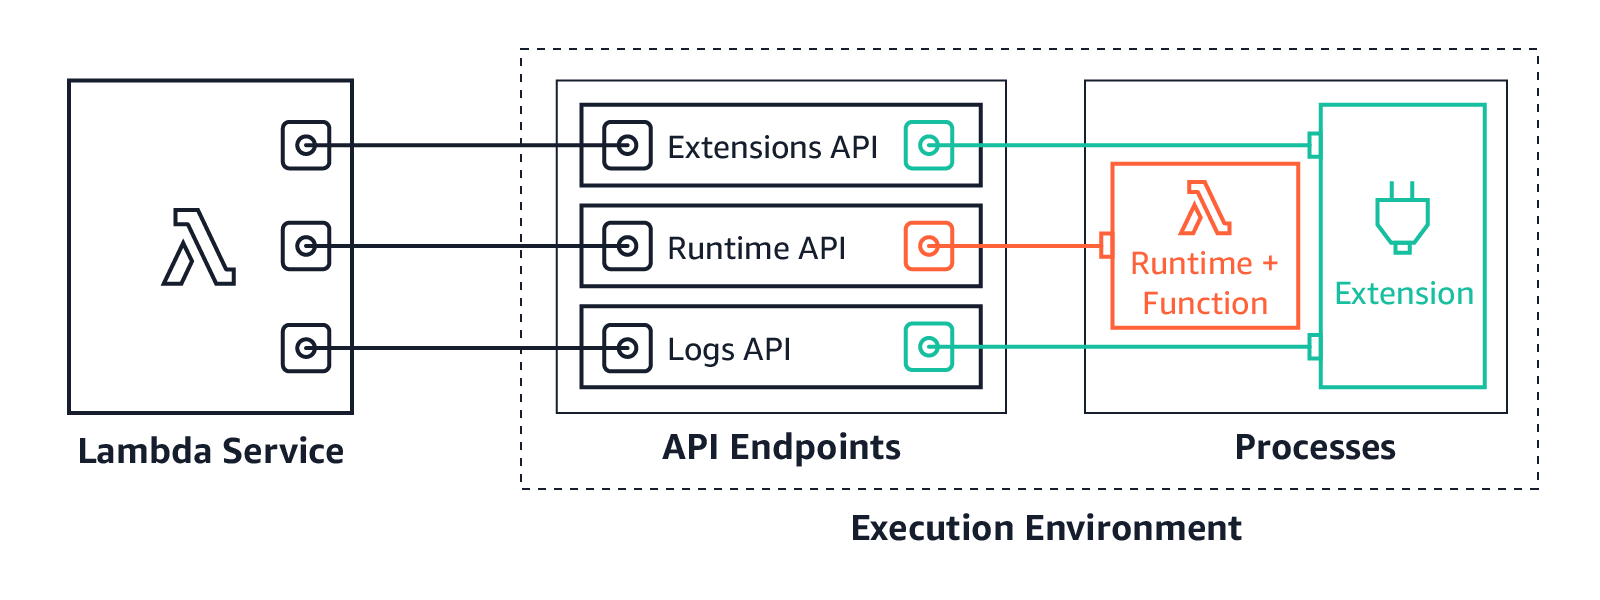 Extensions API
Runtime API
Logs API
Runtime +
Function
Extension
Lambda Service
API Endpoints
Processes
Execution Environment